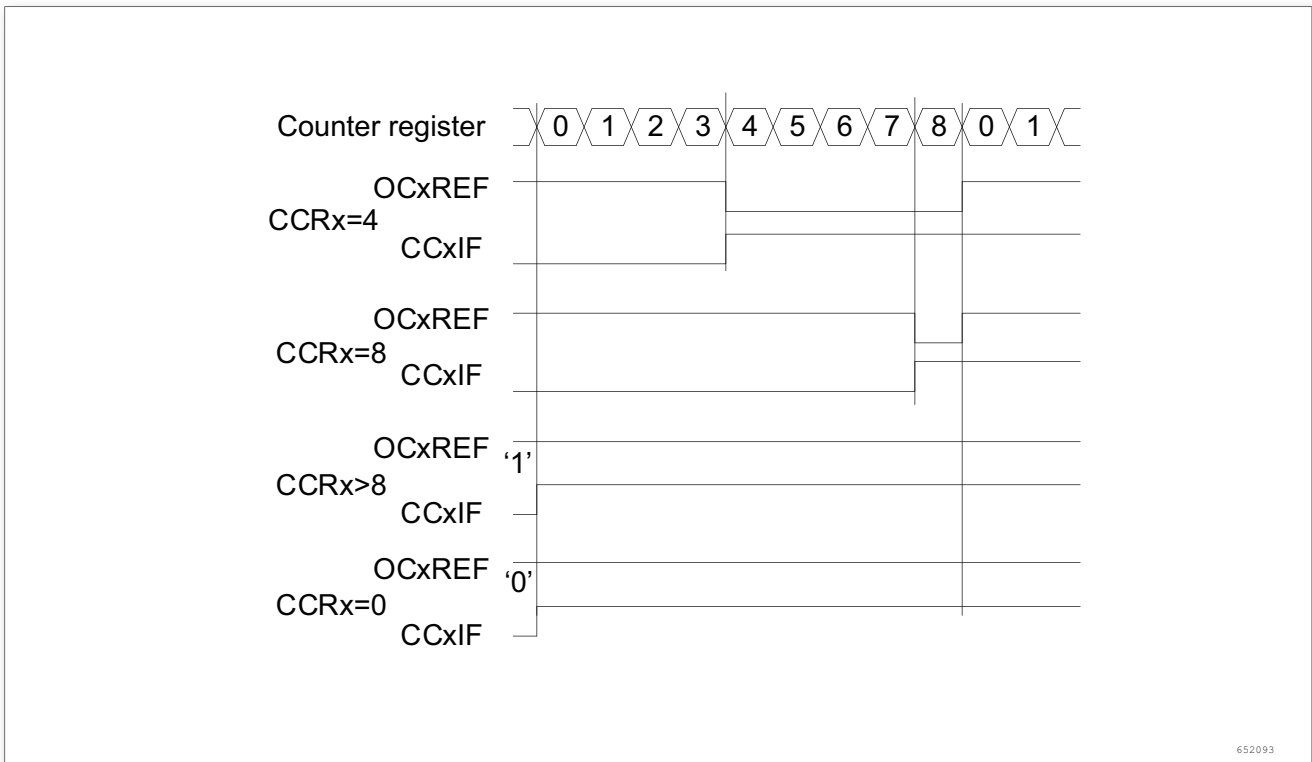 Counter register 0 1 2 3 4 5 6 7 8 0 1
OCxREF
CCRx=4
CCxIF
OCxREF
CCRx=8
CCxIF
OCxREF ‘1’
CCRx>8
CCxIF
OCxREF ‘0’
CCRx=0
CCxIF
652093